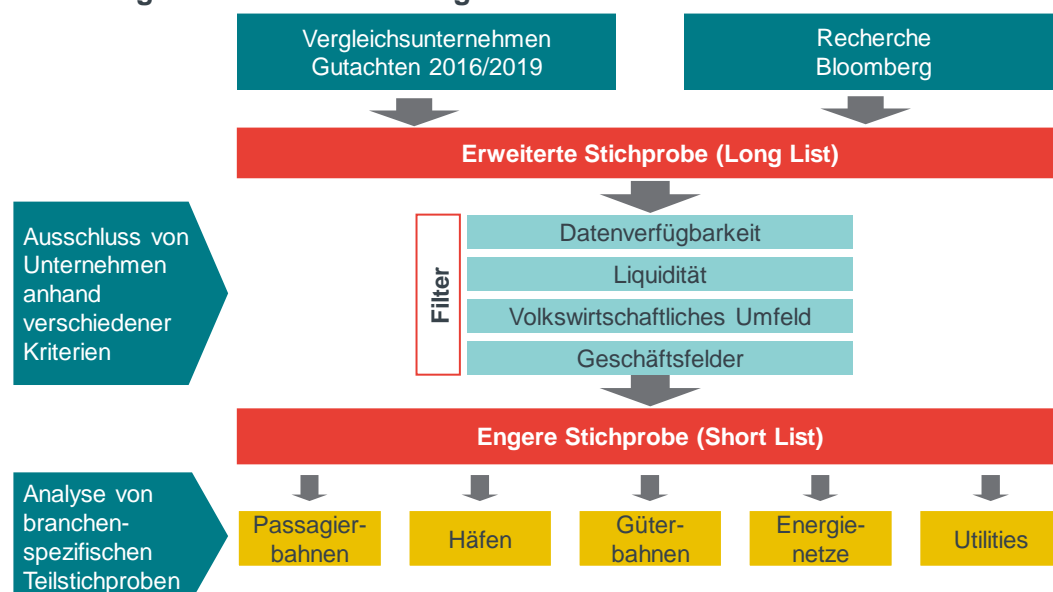 Vergleichsunternehmen
Gutachten 2016/2019
Recherche
Bloomberg
Erweiterte Stichprobe (Long List)
Ausschluss von
Unternehmen
anhand
verschiedener
Kriterien
Filter
Datenverfügbarkeit
Liquidität
Volkswirtschaftliches Umfeld
Geschäftsfelder
Engere Stichprobe (Short List)
Analyse von
branchen-
spezifischen
Teilstichproben
Passagier-
bahnen
Häfen
Güter-
bahnen
Energie-
netze
Utilities